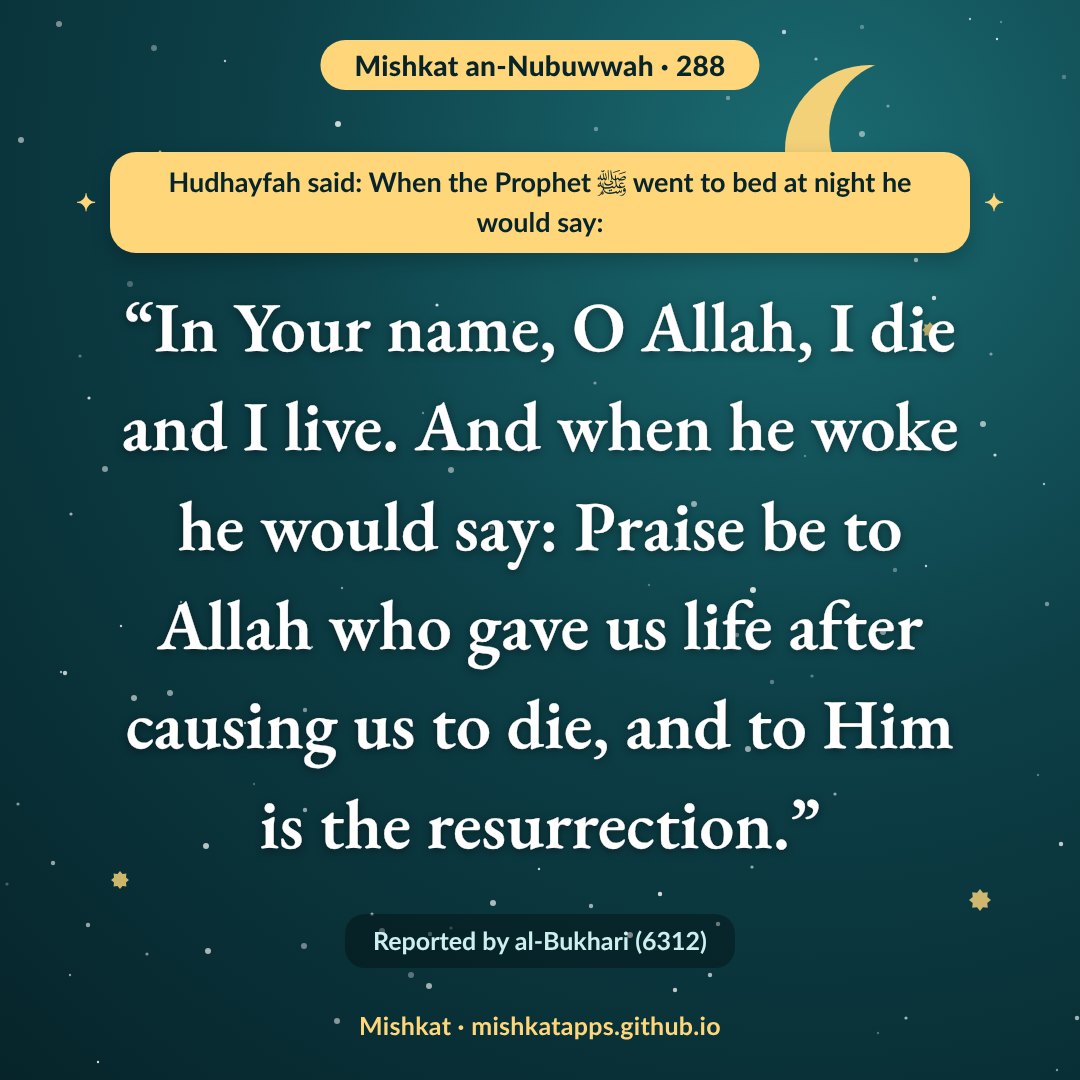 Mishkat an-Nubuwwah · 288
Hudhayfah said: When the Prophet ﷺ went to bed at night he
would say:
“In Your name, O Allah, I die
and I live. And when he woke
he would say: Praise be to
Allah who gave us life after
causing us to die, and to Him
is the resurrection.”
Reported by al-Bukhari (6312)
Mishkat · mishkatapps.github.io